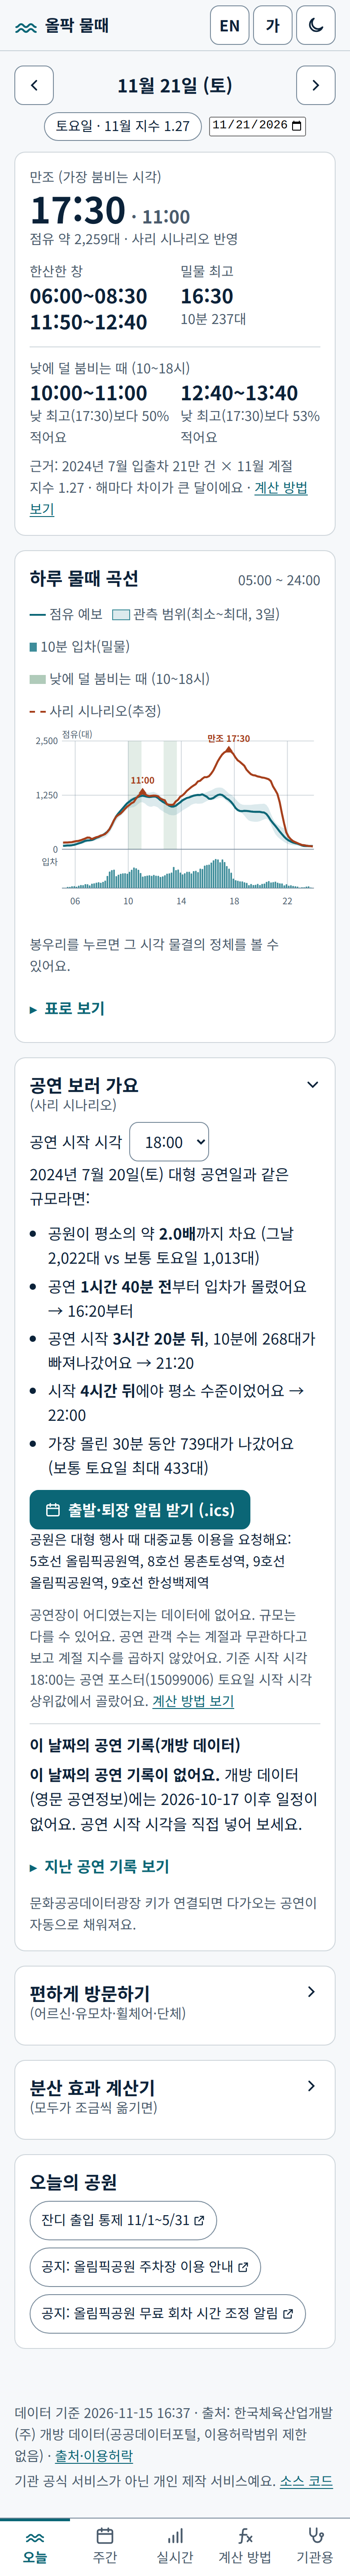 올팍 물때
EN
가
11월 21일 (토)
토요일 · 11월 지수 1.27
11/21/2026
만조 (가장 붐비는 시각)
17:30 · 11:00
점유 약 2,259대 · 사리 시나리오 반영
한산한 창
밀물 최고
06:00~08:30
16:30
11:50~12:40
10분 237대
낮에 덜 붐비는 때 (10~18시)
10:00~11:00
12:40~13:40
낮 최고(17:30)보다 50%
적어요
낮 최고(17:30)보다 53%
적어요
근거: 2024년 7월 입출차 21만 건 × 11월 계절
지수 1.27 · 해마다 차이가 큰 달이에요 · 계산 방법
보기
하루 물때 곡선
05:00 ~ 24:00
점유 예보
관측 범위(최소~최대, 3일)
10분 입차(밀물)
낮에 덜 붐비는 때 (10~18시)
사리 시나리오(추정)
점유(대)
만조 17:30
2,500
11:00
1,250
0
입차
06 10 14 18 22
봉우리를 누르면 그 시각 물결의 정체를 볼 수
있어요.
▸ 표로 보기
공연 보러 가요
(사리 시나리오)
공연 시작 시각
18:00
2024년 7월 20일(토) 대형 공연일과 같은
규모라면:
• 공원이 평소의 약 2.0배까지 차요 (그날
2,022대 vs 보통 토요일 1,013대)
• 공연 1시간 40분 전부터 입차가 몰렸어요
→ 16:20부터
• 공연 시작 3시간 20분 뒤, 10분에 268대가
빠져나갔어요 → 21:20
• 시작 4시간 뒤에야 평소 수준이었어요 →
22:00
• 가장 몰린 30분 동안 739대가 나갔어요
(보통 토요일 최대 433대)
출발·퇴장 알림 받기 (.ics)
공원은 대형 행사 때 대중교통 이용을 요청해요:
5호선 올림픽공원역, 8호선 몽촌토성역, 9호선
올림픽공원역, 9호선 한성백제역
공연장이 어디였는지는 데이터에 없어요. 규모는
다를 수 있어요. 공연 관객 수는 계절과 무관하다고
보고 계절 지수를 곱하지 않았어요. 기준 시작 시각
18:00는 공연 포스터(15099006) 토요일 시작 시각
상위값에서 골랐어요. 계산 방법 보기
이 날짜의 공연 기록(개방 데이터)
이 날짜의 공연 기록이 없어요. 개방 데이터
(영문 공연정보)에는 2026-10-17 이후 일정이
없어요. 공연 시작 시각을 직접 넣어 보세요.
▸ 지난 공연 기록 보기
문화공공데이터광장 키가 연결되면 다가오는 공연이
자동으로 채워져요.
편하게 방문하기
(어르신·유모차·휠체어·단체)
분산 효과 계산기
(모두가 조금씩 옮기면)
오늘의 공원
잔디 출입 통제 11/1~5/31
공지: 올림픽공원 주차장 이용 안내
공지: 올림픽공원 무료 회차 시간 조정 알림
데이터 기준 2026-11-15 16:37 · 출처: 한국체육산업개발
(주) 개방 데이터(공공데이터포털, 이용허락범위 제한
없음) · 출처·이용허락
기관 공식 서비스가 아닌 개인 제작 서비스예요. 소스 코드
오늘
주간
실시간
계산 방법
기관용